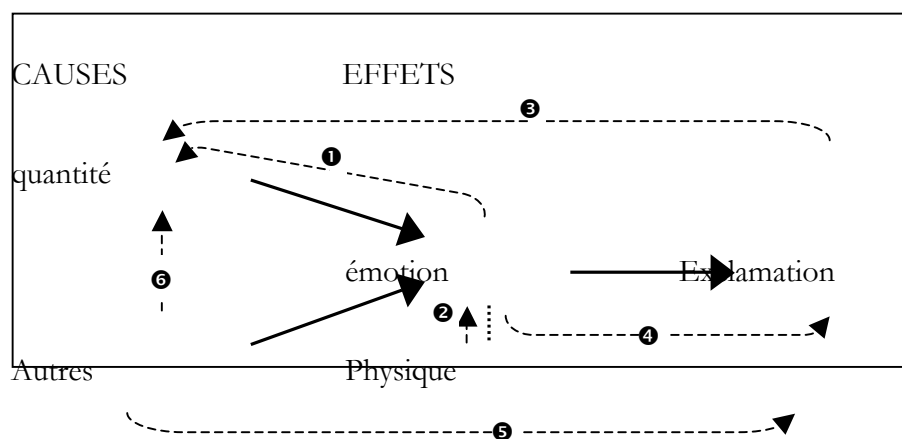 CAUSES EFFETS
❸
❶
quantité
❻ émotion Exclamation
❷ ❹
Autres Physique
❺